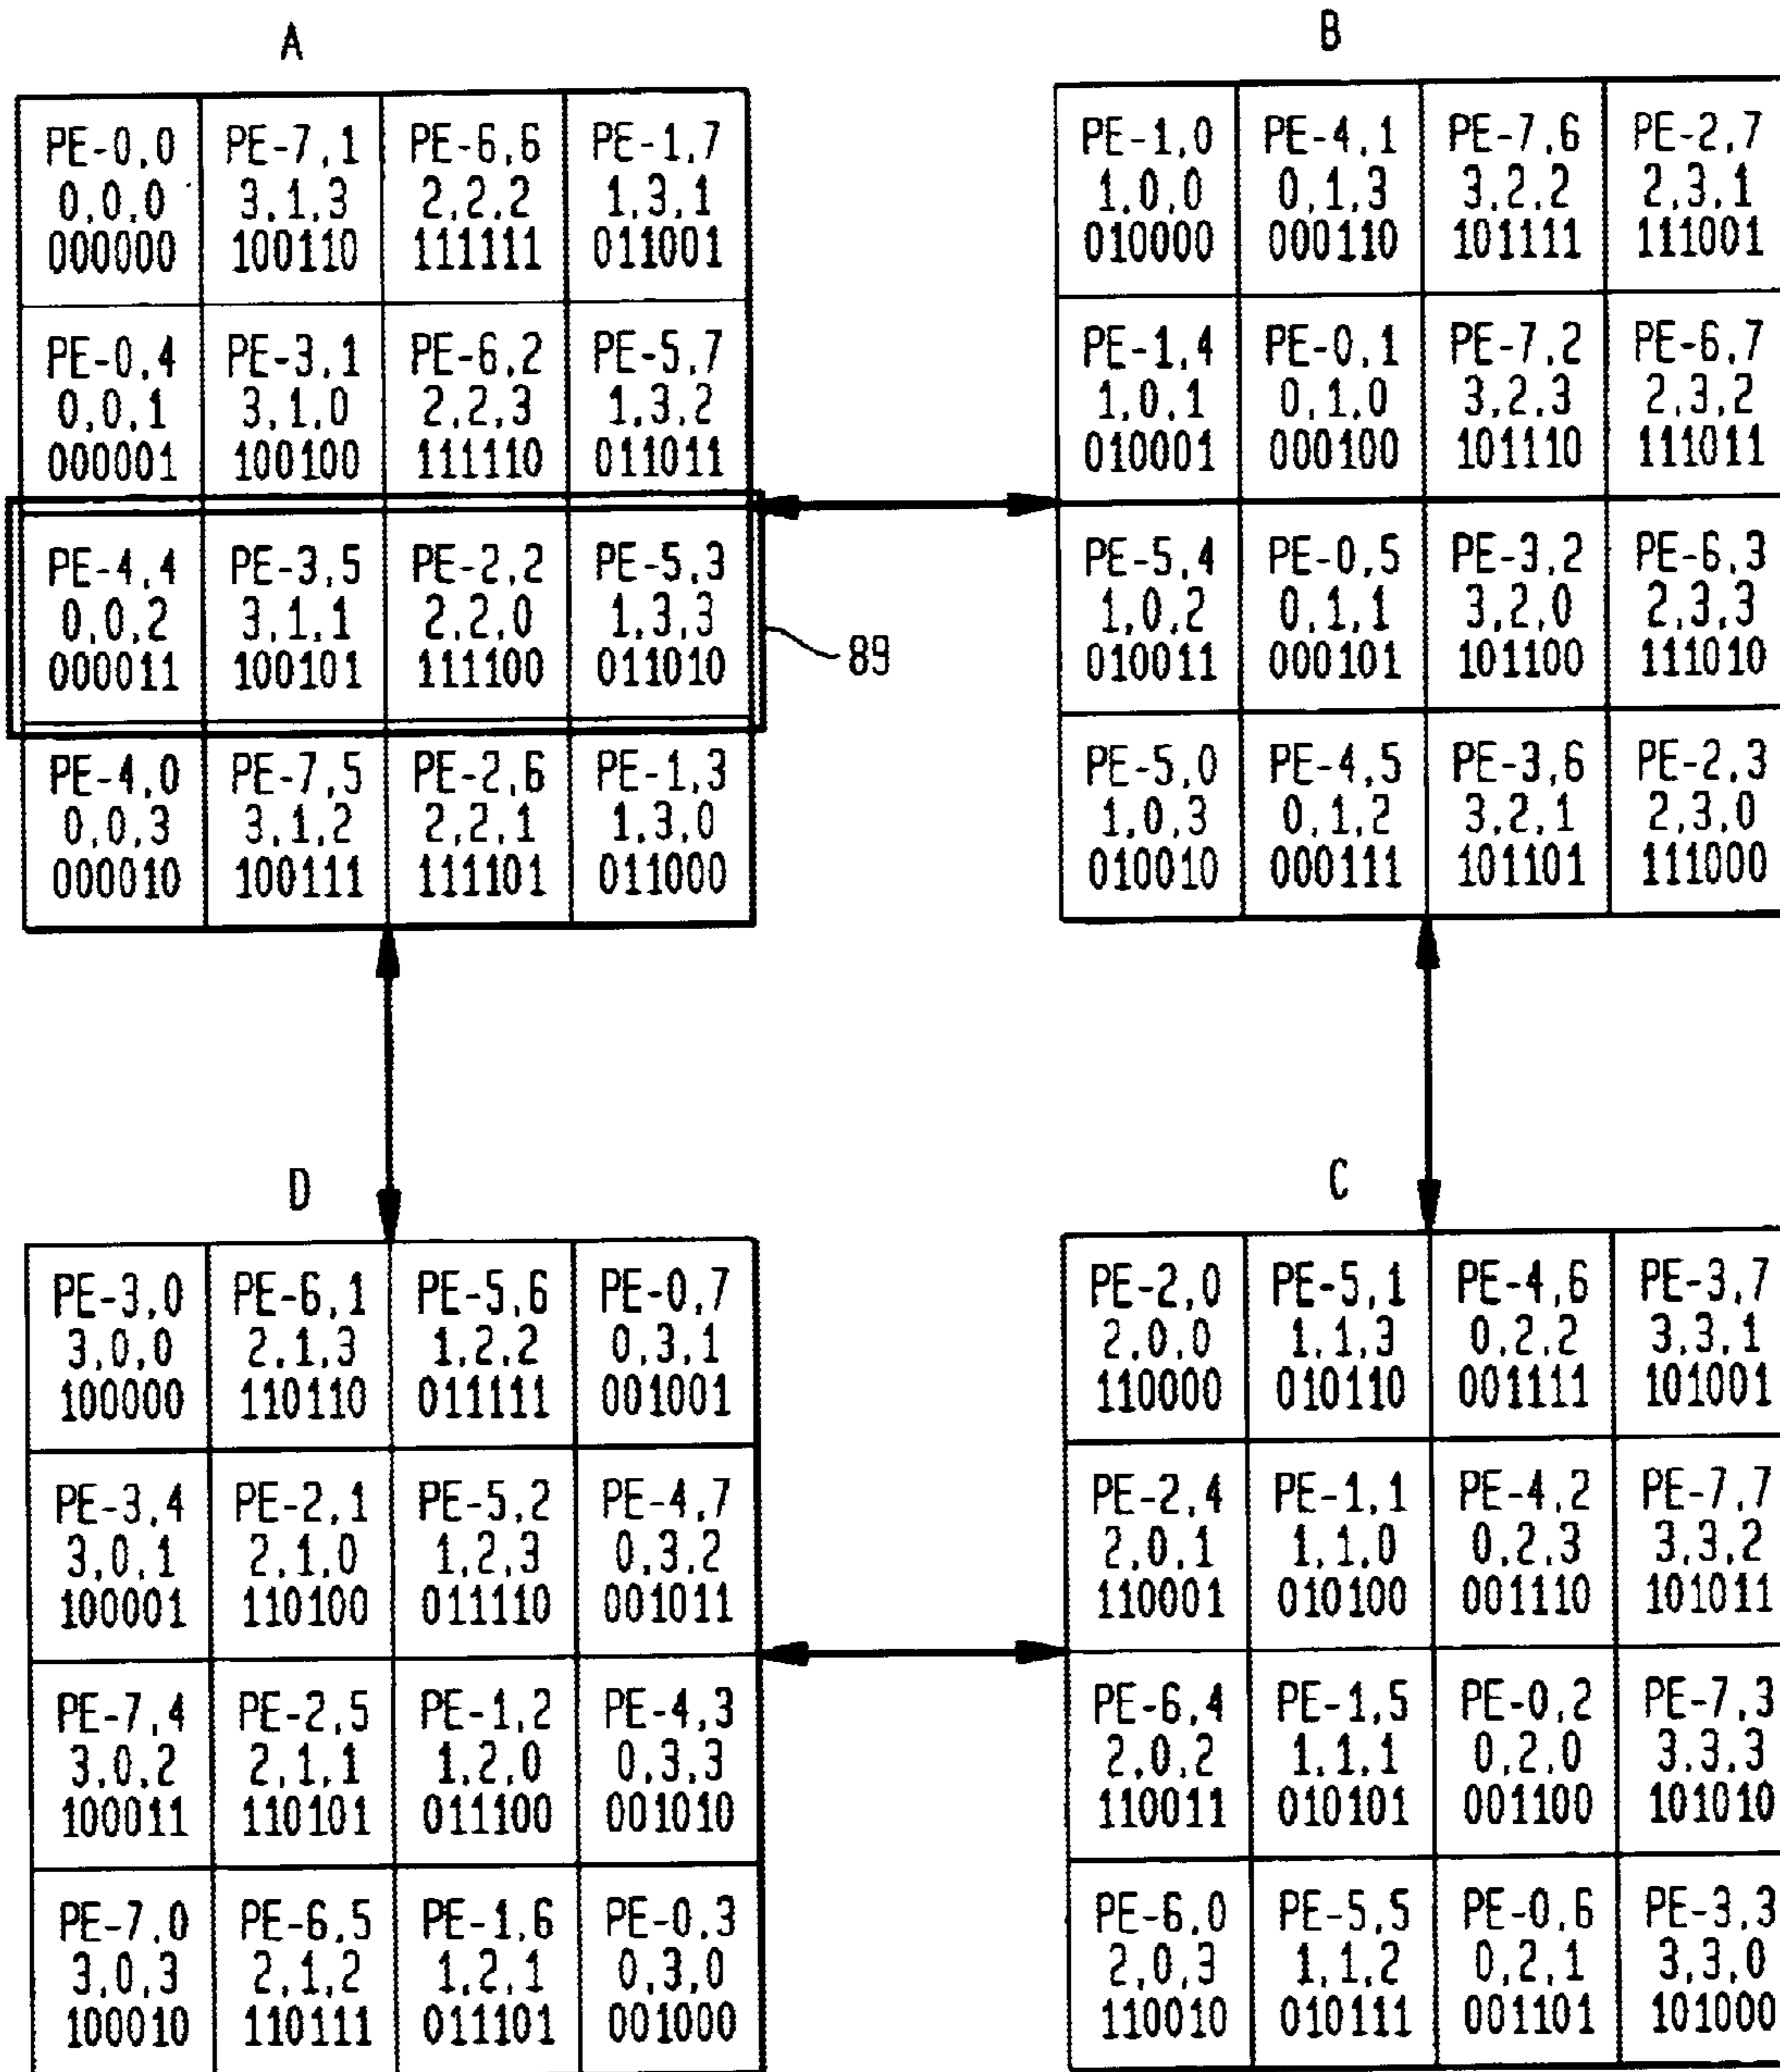 A
B
PE-0,0 PE-7,1 PE-6,6 PE-1,7
0,0,0 3,1,3 2,2,2 1,3,1
000000 100110 111111 011001
PE-0,4 PE-3,1 PE-6,2 PE-5,7
0,0,1 3,1,0 2,2,3 1,3,2
000001 100100 111110 011011
PE-4,4 PE-3,5 PE-2,2 PE-5,3
0,0,2 3,1,1 2,2,0 1,3,3
000011 100101 111100 011010
89
PE-4,0 PE-7,5 PE-2,6 PE-1,3
0,0,3 3,1,2 2,2,1 1,3,0
000010 100111 111101 011000
PE-1,0 PE-4,1 PE-7,6 PE-2,7
1,0,0 0,1,3 3,2,2 2,3,1
010000 000110 101111 111001
PE-1,4 PE-0,1 PE-7,2 PE-6,7
1,0,1 0,1,0 3,2,3 2,3,2
010001 000100 101110 111011
PE-5,4 PE-0,5 PE-3,2 PE-6,3
1,0,2 0,1,1 3,2,0 2,3,3
010011 000101 101100 111010
PE-5,0 PE-4,5 PE-3,6 PE-2,3
1,0,3 0,1,2 3,2,1 2,3,0
010010 000111 101101 111000
D
C
PE-3,0 PE-6,1 PE-5,6 PE-0,7
3,0,0 2,1,3 1,2,2 0,3,1
100000 110110 011111 001001
PE-3,4 PE-2,1 PE-5,2 PE-4,7
3,0,1 2,1,0 1,2,3 0,3,2
100001 110100 011110 001011
PE-7,4 PE-2,5 PE-1,2 PE-4,3
3,0,2 2,1,1 1,2,0 0,3,3
100011 110101 011100 001010
PE-7,0 PE-6,5 PE-1,6 PE-0,3
3,0,3 2,1,2 1,2,1 0,3,0
100010 110111 011101 001000
PE-2,0 PE-5,1 PE-4,6 PE-3,7
2,0,0 1,1,3 0,2,2 3,3,1
110000 010110 001111 101001
PE-2,4 PE-1,1 PE-4,2 PE-7,7
2,0,1 1,1,0 0,2,3 3,3,2
110001 010100 001110 101011
PE-6,4 PE-1,5 PE-0,2 PE-7,3
2,0,2 1,1,1 0,2,0 3,3,3
110011 010101 001100 101010
PE-6,0 PE-5,5 PE-0,6 PE-3,3
2,0,3 1,1,2 0,2,1 3,3,0
110010 010111 001101 101000